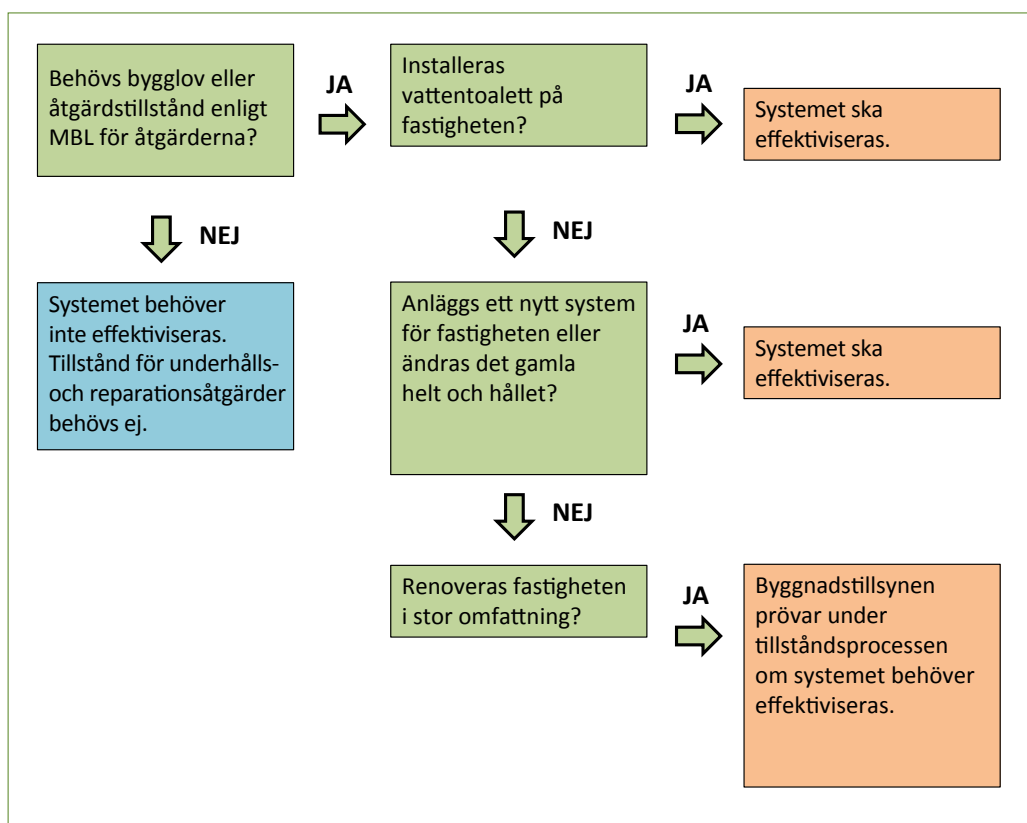 Behövs bygglov eller
åtgärdstillstånd enligt
MBL för åtgärderna?
JA
Installeras
vattentoalett på
fastigheten?
JA
Systemet ska
effektiviseras.
NEJ
NEJ
Systemet behöver
inte effektiviseras.
Tillstånd för underhålls-
och reparationsåtgärder
behövs ej.
Anläggs ett nytt system
för fastigheten eller
ändras det gamla
helt och hållet?
JA
Systemet ska
effektiviseras.
NEJ
Renoveras fastigheten
i stor omfattning?
JA
Byggnadstillsynen
prövar under
tillståndsprocessen
om systemet behöver
effektiviseras.